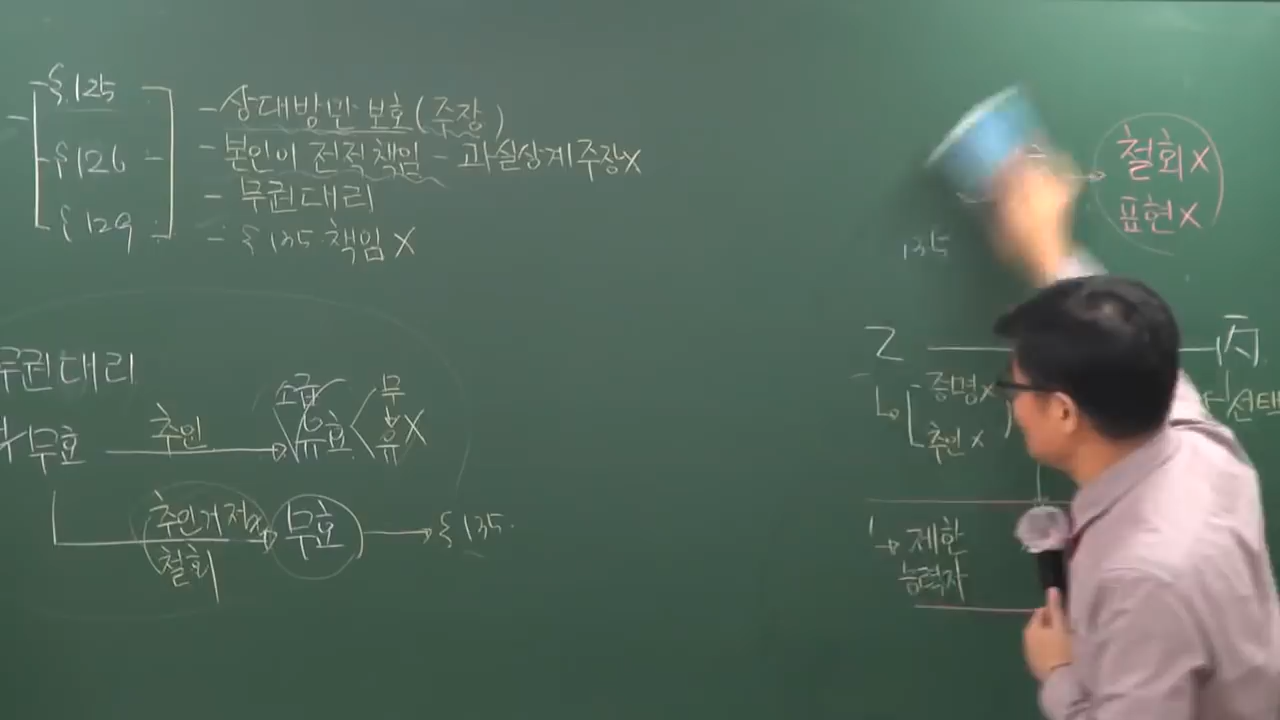 §125
§126
§129
- 상대방만 보호 (주장)
- 본인이 전적책임 - 과실상계 주장X
- 무권대리
- §135 책임 X
철회X
표현X
135
무권대리
무효
추인
소급
유효
무
유
X
추인거절
철회
무효
§135
乙
丙
증명X
추인X
선택
제한
능력자